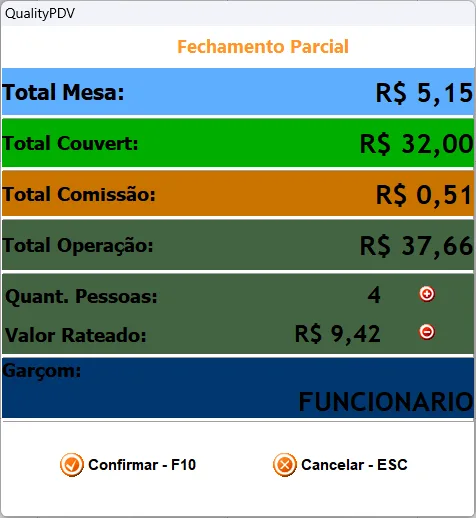 QualityPDV
Fechamento Parcial
Total Mesa: R$ 5,15
Total Couvert: R$ 32,00
Total Comissão: R$ 0,51
Total Operação: R$ 37,66
Quant. Pessoas: 4
Valor Rateado: R$ 9,42
Garçom:
FUNCIONARIO
Confirmar - F10 Cancelar - ESC